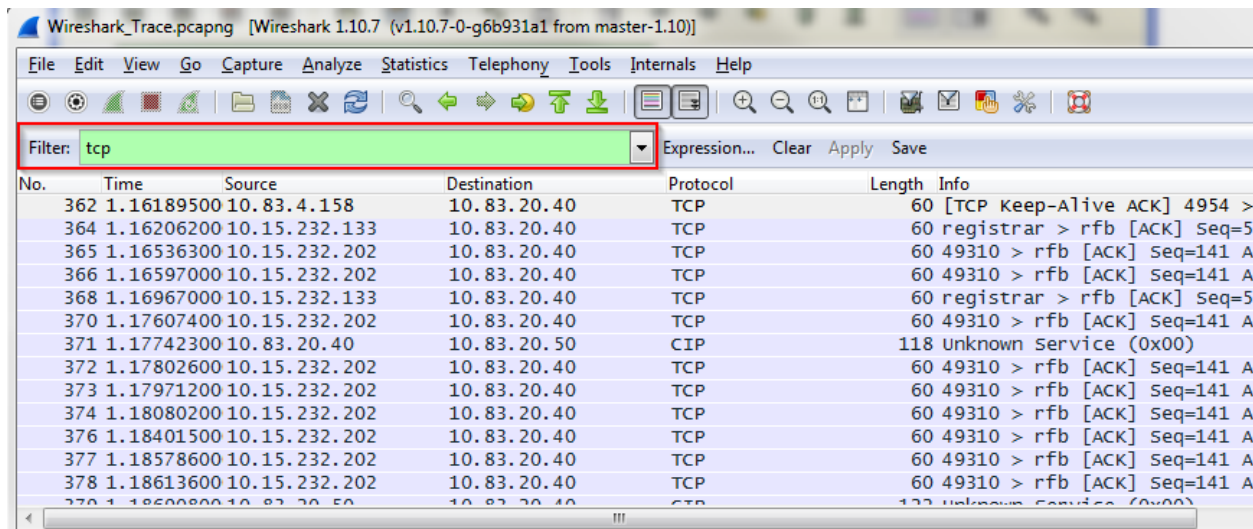 Wireshark_Trace.pcapng [Wireshark 1.10.7 (v1.10.7-0-g6b931a1 from master-1.10)]
File Edit View Go Capture Analyze Statistics Telephony Tools Internals Help
Filter: tcp Expression... Clear Apply Save
No. Time Source Destination Protocol Length Info
362 1.16189500 10.83.4.158 10.83.20.40 TCP 60 [TCP Keep-Alive ACK] 4954 >
364 1.16206200 10.15.232.133 10.83.20.40 TCP 60 registrar > rfb [ACK] Seq=5
365 1.16536300 10.15.232.202 10.83.20.40 TCP 60 49310 > rfb [ACK] Seq=141 A
366 1.16597000 10.15.232.202 10.83.20.40 TCP 60 49310 > rfb [ACK] Seq=141 A
368 1.16967000 10.15.232.133 10.83.20.40 TCP 60 registrar > rfb [ACK] Seq=5
370 1.17607400 10.15.232.202 10.83.20.40 TCP 60 49310 > rfb [ACK] Seq=141 A
371 1.17742300 10.83.20.40 10.83.20.50 CIP 118 Unknown Service (0x00)
372 1.17802600 10.15.232.202 10.83.20.40 TCP 60 49310 > rfb [ACK] Seq=141 A
373 1.17971200 10.15.232.202 10.83.20.40 TCP 60 49310 > rfb [ACK] Seq=141 A
374 1.18080200 10.15.232.202 10.83.20.40 TCP 60 49310 > rfb [ACK] Seq=141 A
376 1.18401500 10.15.232.202 10.83.20.40 TCP 60 49310 > rfb [ACK] Seq=141 A
377 1.18578600 10.15.232.202 10.83.20.40 TCP 60 49310 > rfb [ACK] Seq=141 A
378 1.18613600 10.15.232.202 10.83.20.40 TCP 60 49310 > rfb [ACK] Seq=141 A